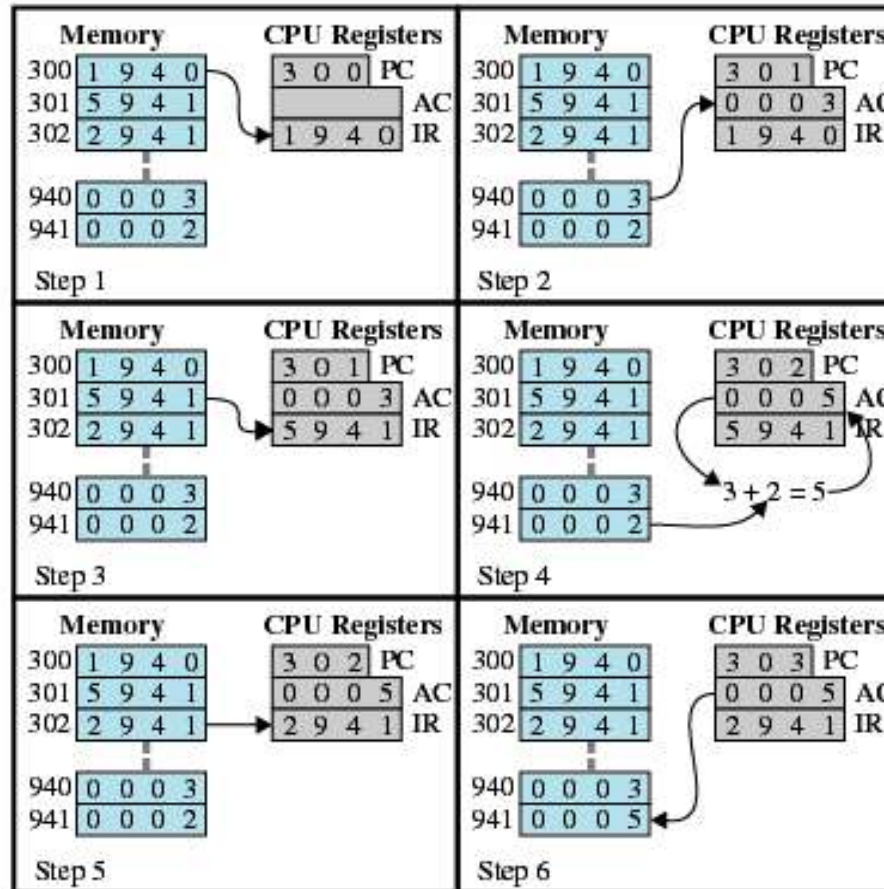 Memory CPU Registers
300 1 9 4 0 3 0 0 PC
301 5 9 4 1 AC
302 2 9 4 1 1 9 4 0 IR
940 0 0 0 3
941 0 0 0 2
Step 1
Memory CPU Registers
300 1 9 4 0 3 0 1 PC
301 5 9 4 1 0 0 0 3 AC
302 2 9 4 1 1 9 4 0 IR
940 0 0 0 3
941 0 0 0 2
Step 2
Memory CPU Registers
300 1 9 4 0 3 0 1 PC
301 5 9 4 1 0 0 0 3 AC
302 2 9 4 1 5 9 4 1 IR
940 0 0 0 3
941 0 0 0 2
Step 3
Memory CPU Registers
300 1 9 4 0 3 0 2 PC
301 5 9 4 1 0 0 0 5 AC
302 2 9 4 1 5 9 4 1 IR
940 0 0 0 3 3 + 2 = 5
941 0 0 0 2
Step 4
Memory CPU Registers
300 1 9 4 0 3 0 2 PC
301 5 9 4 1 0 0 0 5 AC
302 2 9 4 1 2 9 4 1 IR
940 0 0 0 3
941 0 0 0 2
Step 5
Memory CPU Registers
300 1 9 4 0 3 0 3 PC
301 5 9 4 1 0 0 0 5 AC
302 2 9 4 1 2 9 4 1 IR
940 0 0 0 3
941 0 0 0 5
Step 6